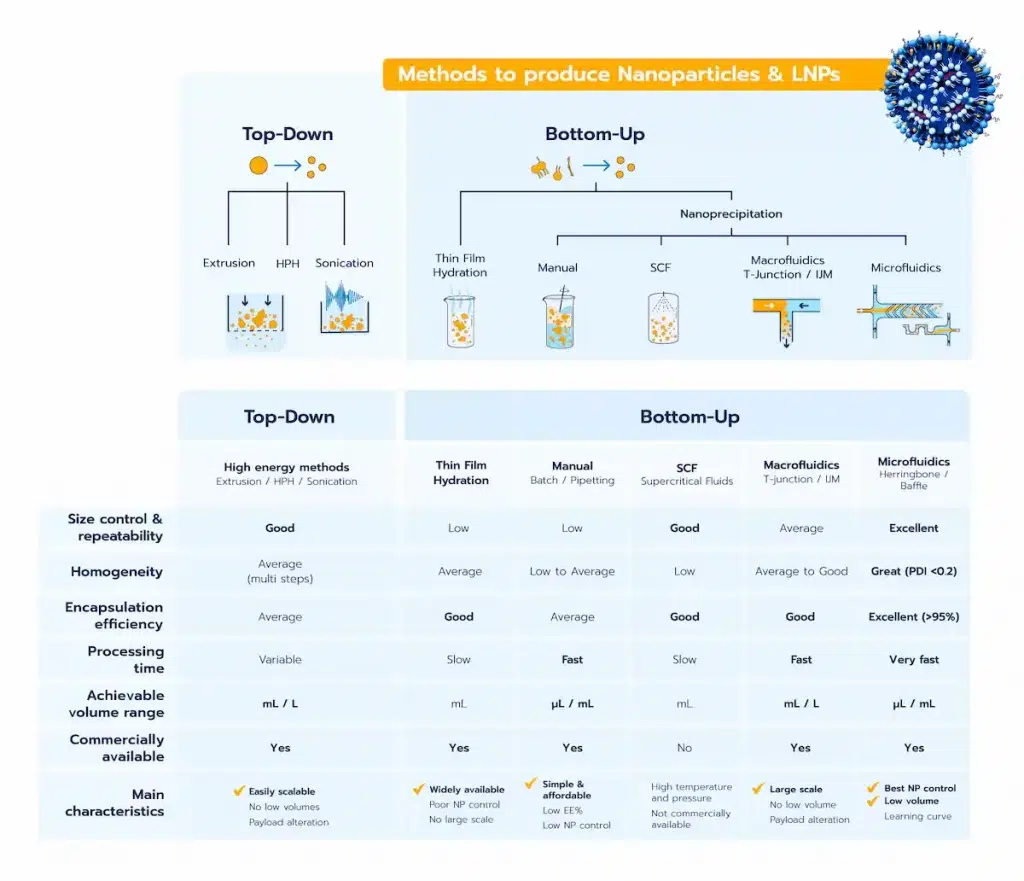 Methods to produce Nanoparticles & LNPs
Top-Down
Bottom-Up
Nanoprecipitation
Extrusion
HPH
Sonication
Thin Film
Hydration
Manual
SCF
Macrofluidics
T-Junction / IJM
Microfluidics
Top-Down
Bottom-Up
High energy methods
Extrusion / HPH / Sonication
Thin Film
Hydration
Manual
Batch / Pipetting
SCF
Supercritical Fluids
Macrofluidics
T-junction / IJM
Microfluidics
Herringbone /
Baffle
Size control &
repeatability
Good
Low
Low
Good
Average
Excellent
Homogeneity
Average
(multi steps)
Average
Low to Average
Low
Average to Good
Great (PDI <0.2)
Encapsulation
efficiency
Average
Good
Average
Good
Good
Excellent (>95%)
Processing
time
Variable
Slow
Fast
Slow
Fast
Very fast
Achievable
volume range
mL / L
mL
µL / mL
mL
mL / L
µL / mL
Commercially
available
Yes
Yes
Yes
No
Yes
Yes
Main
characteristics
Easily scalable
No low volumes
Payload alteration
Widely available
Poor NP control
No large scale
Simple &
affordable
Low EE%
Low NP control
High temperature
and pressure
Not commercially
available
Large scale
No low volume
Payload alteration
Best NP control
Low volume
Learning curve